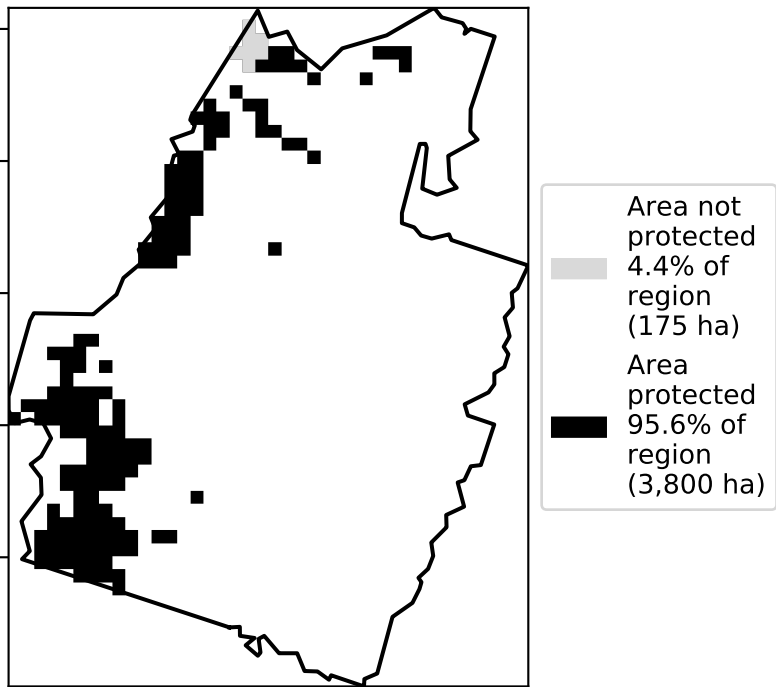 Area not
protected
4.4% of
region
(175 ha)
Area
protected
95.6% of
region
(3,800 ha)